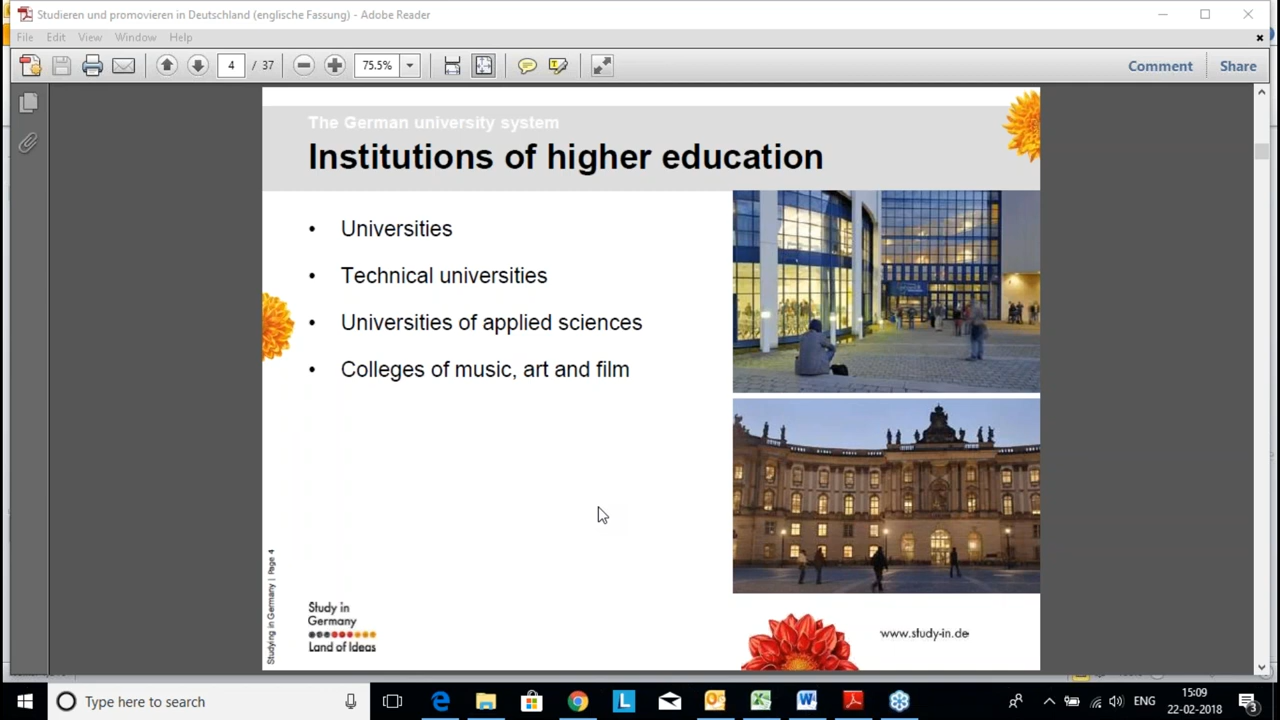 Studieren und promovieren in Deutschland (englische Fassung) - Adobe Reader
File Edit View Window Help
4 / 37 75.5% Comment Share
The German university system
Institutions of higher education
• Universities
• Technical universities
• Universities of applied sciences
• Colleges of music, art and film
Studying in Germany | Page 4
Study in
Germany
Land of Ideas
www.study-in.de
Type here to search
ENG
15:09
22-02-2018
3